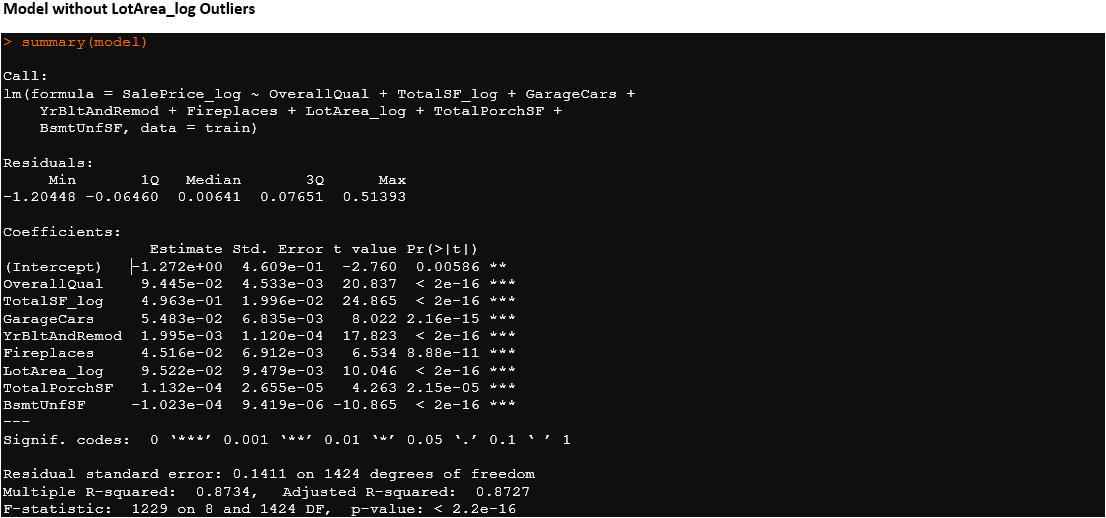 Model without LotArea_log Outliers
> summary(model)
Call:
lm(formula = SalePrice_log ~ OverallQual + TotalSF_log + GarageCars +
    YrBltAndRemod + Fireplaces + LotArea_log + TotalPorchSF +
    BsmtUnfSF, data = train)
Residuals:
     Min       1Q   Median       3Q      Max
-1.20448 -0.06460  0.00641  0.07651  0.51393
Coefficients:
                Estimate Std. Error t value Pr(>|t|)
(Intercept)   -1.272e+00  4.609e-01  -2.760  0.00586 **
OverallQual    9.445e-02  4.533e-03  20.837  < 2e-16 ***
TotalSF_log    4.963e-01  1.996e-02  24.865  < 2e-16 ***
GarageCars     5.483e-02  6.835e-03   8.022 2.16e-15 ***
YrBltAndRemod  1.995e-03  1.120e-04  17.823  < 2e-16 ***
Fireplaces     4.516e-02  6.912e-03   6.534 8.88e-11 ***
LotArea_log    9.522e-02  9.479e-03  10.046  < 2e-16 ***
TotalPorchSF   1.132e-04  2.655e-05   4.263 2.15e-05 ***
BsmtUnfSF     -1.023e-04  9.419e-06 -10.865  < 2e-16 ***
---
Signif. codes:  0 ‘***’ 0.001 ‘**’ 0.01 ‘*’ 0.05 ‘.’ 0.1 ‘ ’ 1
Residual standard error: 0.1411 on 1424 degrees of freedom
Multiple R-squared:  0.8734,   Adjusted R-squared:  0.8727
F-statistic:  1229 on 8 and 1424 DF,  p-value: < 2.2e-16